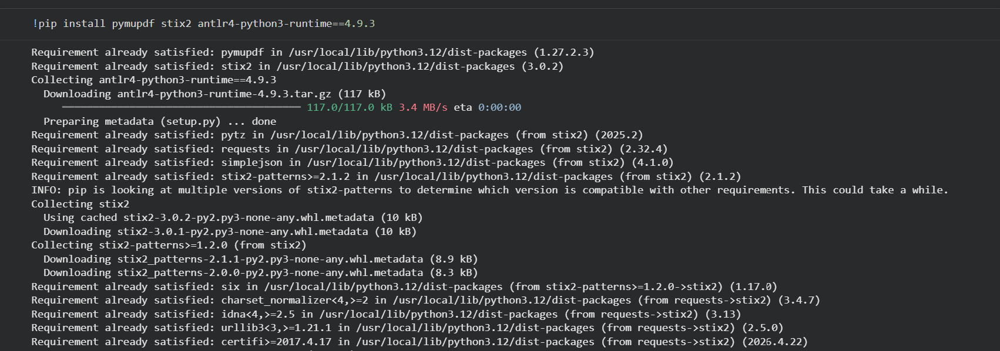 !pip install pymupdf stix2 antlr4-python3-runtime==4.9.3
Requirement already satisfied: pymupdf in /usr/local/lib/python3.12/dist-packages (1.27.2.3)
Requirement already satisfied: stix2 in /usr/local/lib/python3.12/dist-packages (3.0.2)
Collecting antlr4-python3-runtime==4.9.3
  Downloading antlr4-python3-runtime-4.9.3.tar.gz (117 kB)
117.0/117.0 kB 3.4 MB/s eta 0:00:00
  Preparing metadata (setup.py) ... done
Requirement already satisfied: pytz in /usr/local/lib/python3.12/dist-packages (from stix2) (2025.2)
Requirement already satisfied: requests in /usr/local/lib/python3.12/dist-packages (from stix2) (2.32.4)
Requirement already satisfied: simplejson in /usr/local/lib/python3.12/dist-packages (from stix2) (4.1.0)
Requirement already satisfied: stix2-patterns>=2.1.2 in /usr/local/lib/python3.12/dist-packages (from stix2) (2.1.2)
INFO: pip is looking at multiple versions of stix2-patterns to determine which version is compatible with other requirements. This could take a while.
Collecting stix2
  Using cached stix2-3.0.2-py2.py3-none-any.whl.metadata (10 kB)
  Downloading stix2-3.0.1-py2.py3-none-any.whl.metadata (10 kB)
Collecting stix2-patterns>=1.2.0 (from stix2)
  Downloading stix2_patterns-2.1.1-py2.py3-none-any.whl.metadata (8.9 kB)
  Downloading stix2_patterns-2.0.0-py2.py3-none-any.whl.metadata (8.3 kB)
Requirement already satisfied: six in /usr/local/lib/python3.12/dist-packages (from stix2-patterns>=1.2.0->stix2) (1.17.0)
Requirement already satisfied: charset_normalizer<4,>=2 in /usr/local/lib/python3.12/dist-packages (from requests->stix2) (3.4.7)
Requirement already satisfied: idna<4,>=2.5 in /usr/local/lib/python3.12/dist-packages (from requests->stix2) (3.13)
Requirement already satisfied: urllib3<3,>=1.21.1 in /usr/local/lib/python3.12/dist-packages (from requests->stix2) (2.5.0)
Requirement already satisfied: certifi>=2017.4.17 in /usr/local/lib/python3.12/dist-packages (from requests->stix2) (2026.4.22)